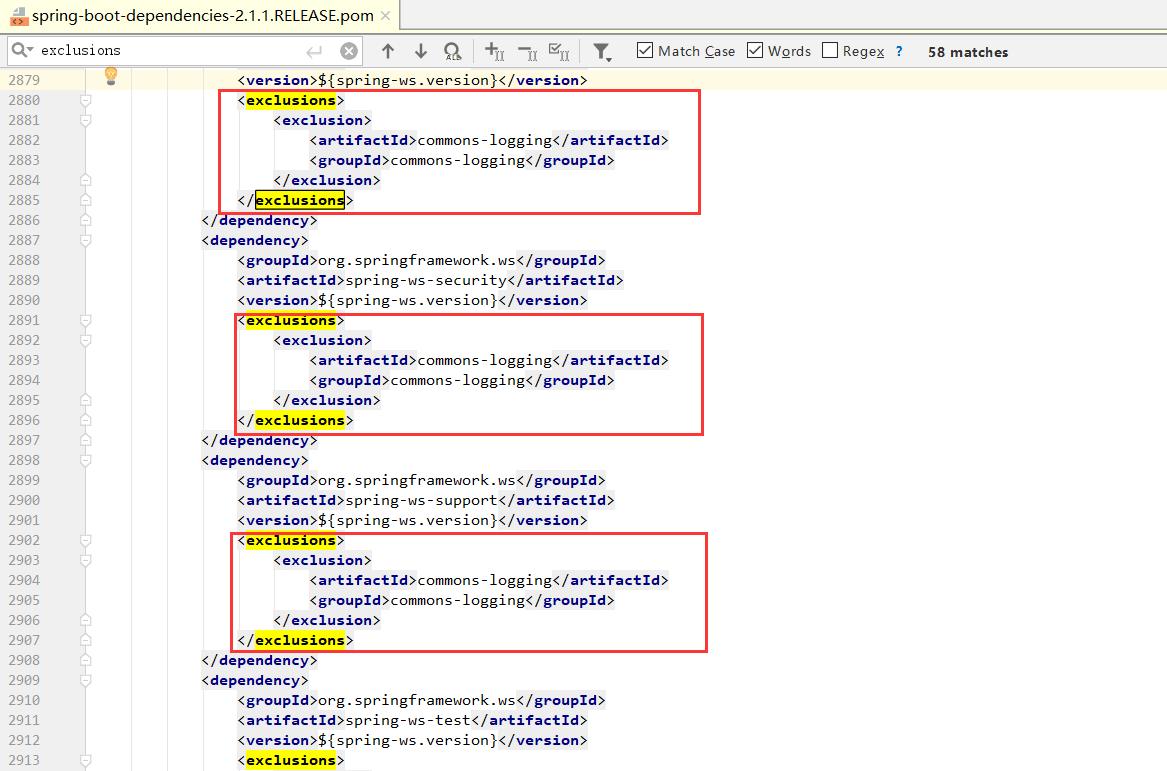 spring-boot-dependencies-2.1.1.RELEASE.pom
exclusions Match Case Words Regex ? 58 matches
2879 <version>${spring-ws.version}</version>
2880 <exclusions>
2881 <exclusion>
2882 <artifactId>commons-logging</artifactId>
2883 <groupId>commons-logging</groupId>
2884 </exclusion>
2885 </exclusions>
2886 </dependency>
2887 <dependency>
2888 <groupId>org.springframework.ws</groupId>
2889 <artifactId>spring-ws-security</artifactId>
2890 <version>${spring-ws.version}</version>
2891 <exclusions>
2892 <exclusion>
2893 <artifactId>commons-logging</artifactId>
2894 <groupId>commons-logging</groupId>
2895 </exclusion>
2896 </exclusions>
2897 </dependency>
2898 <dependency>
2899 <groupId>org.springframework.ws</groupId>
2900 <artifactId>spring-ws-support</artifactId>
2901 <version>${spring-ws.version}</version>
2902 <exclusions>
2903 <exclusion>
2904 <artifactId>commons-logging</artifactId>
2905 <groupId>commons-logging</groupId>
2906 </exclusion>
2907 </exclusions>
2908 </dependency>
2909 <dependency>
2910 <groupId>org.springframework.ws</groupId>
2911 <artifactId>spring-ws-test</artifactId>
2912 <version>${spring-ws.version}</version>
2913 <exclusions>